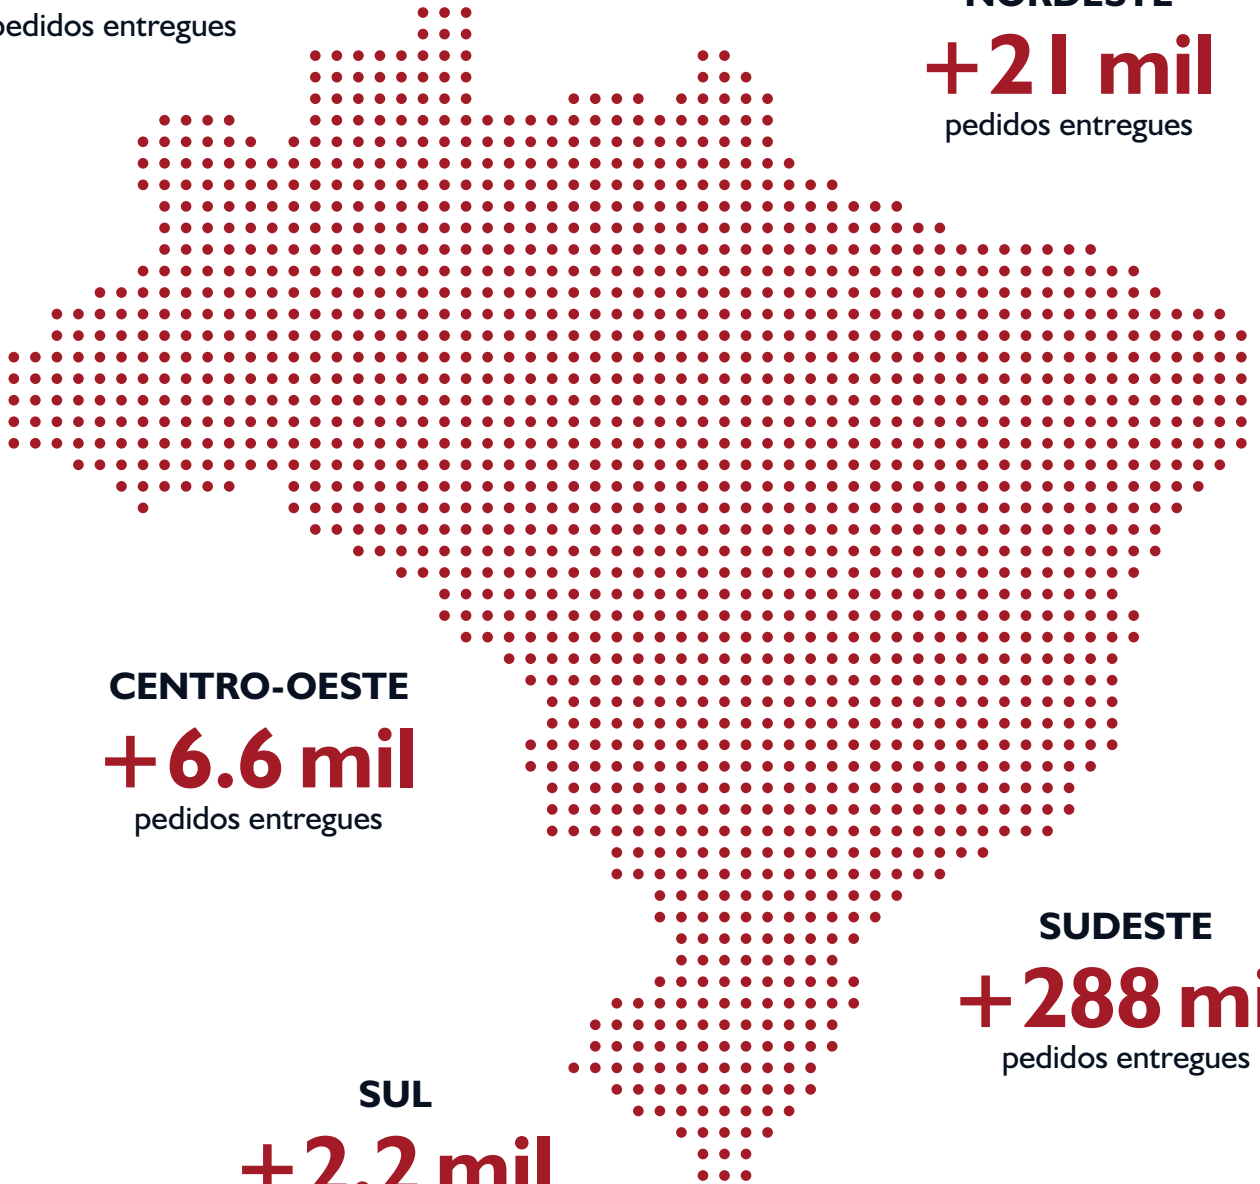 pedidos entregues
NORDESTE
+21 mil
pedidos entregues
CENTRO-OESTE
+6.6 mil
pedidos entregues
SUDESTE
+288 mi
pedidos entregues
SUL
+2.2 mil